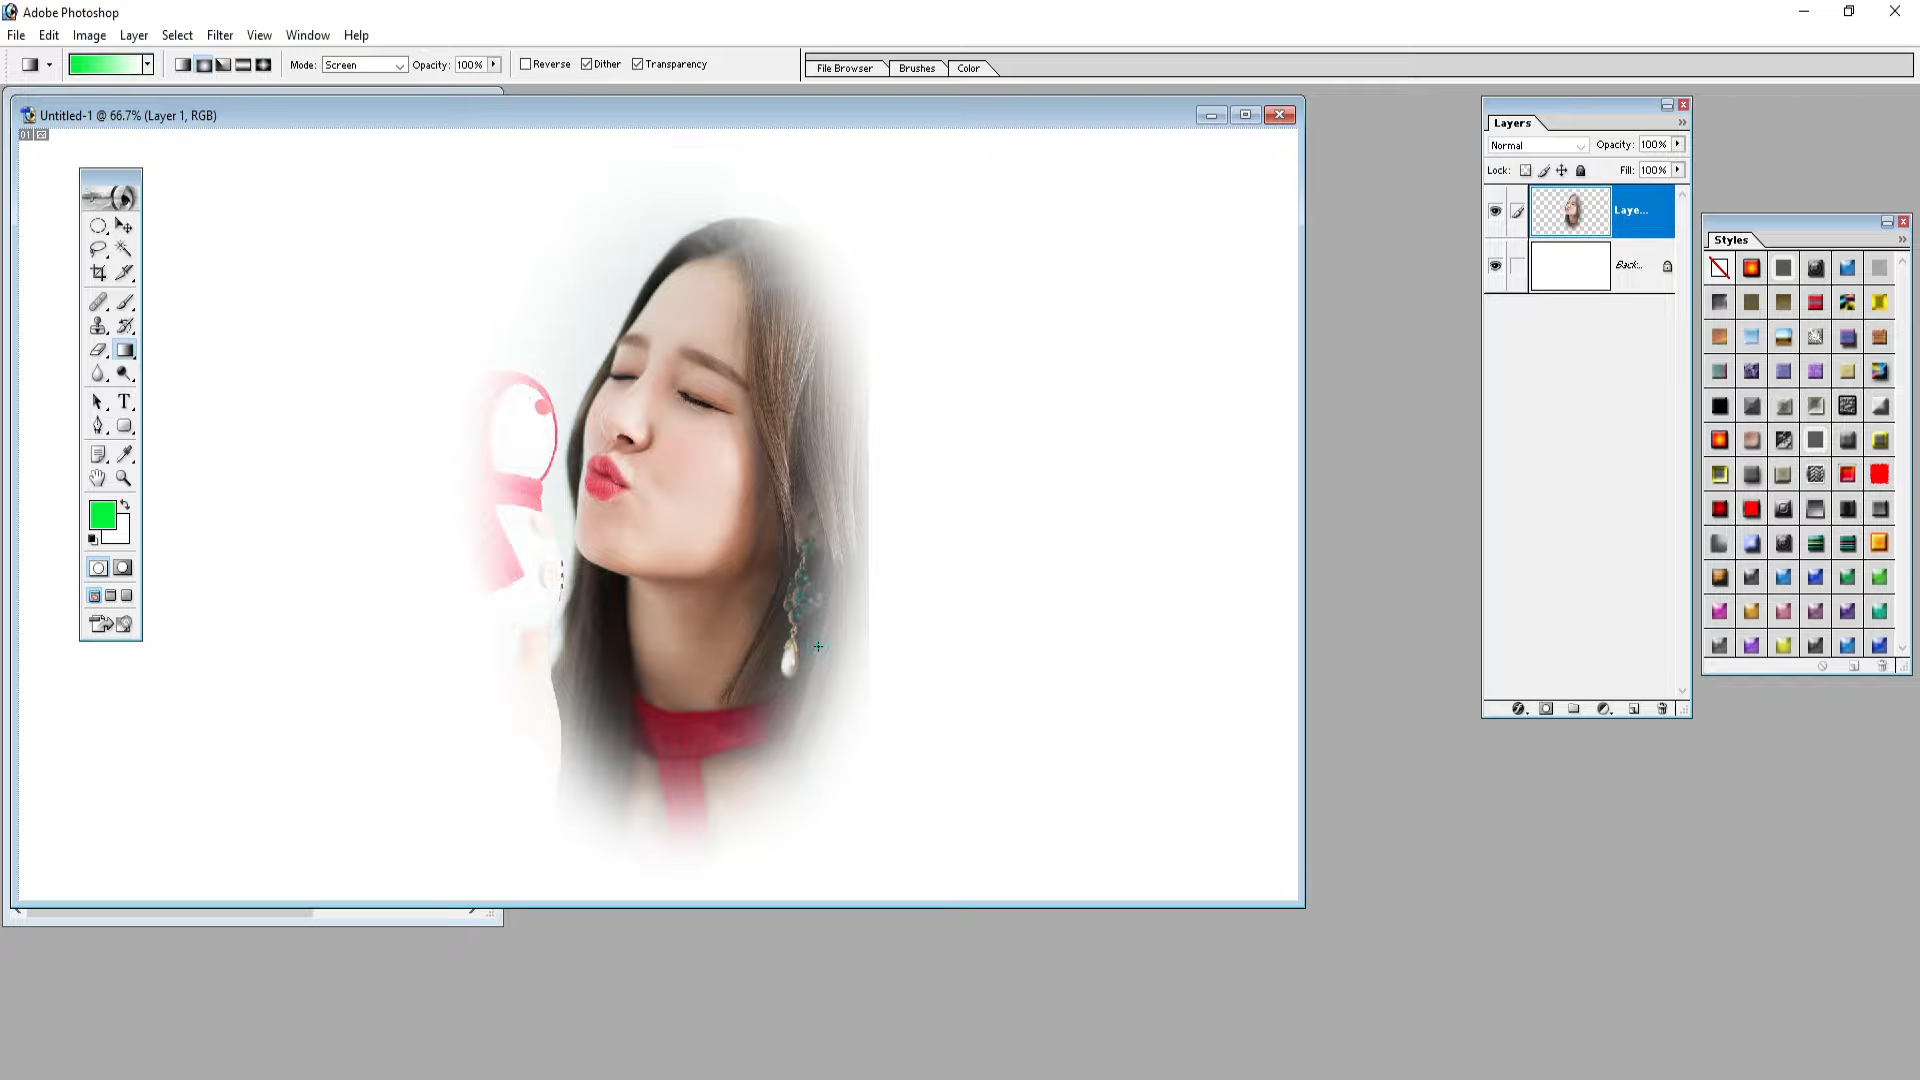 Adobe Photoshop
File Edit Image Layer Select Filter View Window Help
Mode: Screen Opacity: 100% Reverse Dither Transparency File Browser Brushes Color
Untitled-1 @ 66.7% (Layer 1, RGB)
01
Layers
Normal Opacity: 100%
Lock: Fill: 100%
Laye...
Back...
Styles
T